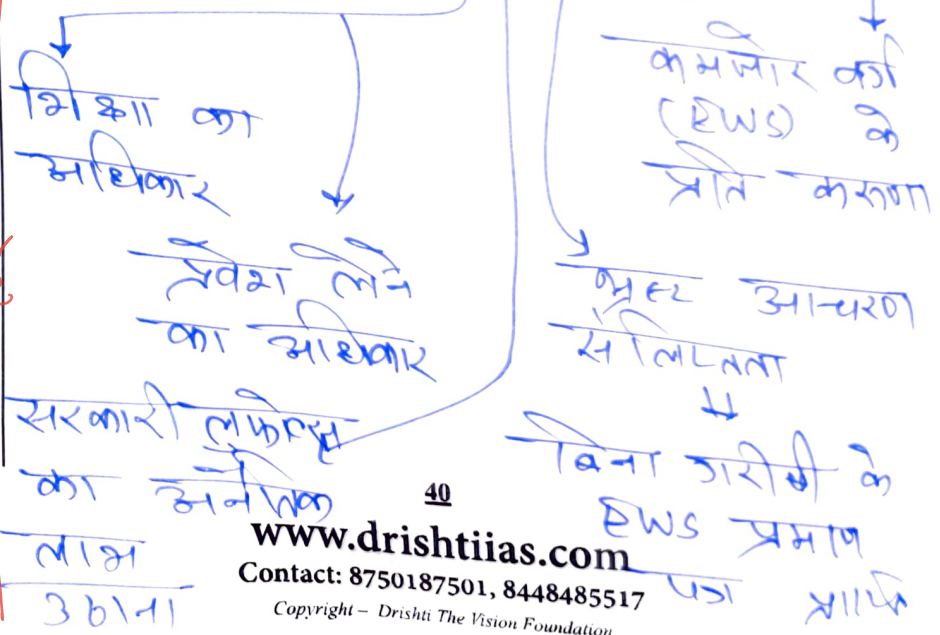 शिक्षा का
अधिकार
प्रवेश लेने
का अधिकार
सरकारी
का अनैतिक
लाभ
उठाना
कमजोर वर्ग
(EWS) के
प्रति करुणा
भ्रष्ट आचरण
संलिप्तता
बिना गरीबी के
EWS प्रमाण
पत्र प्राप्ति
40
www.drishtiias.com
Contact: 8750187501, 8448485517
Copyright – Drishti The Vision Foundation